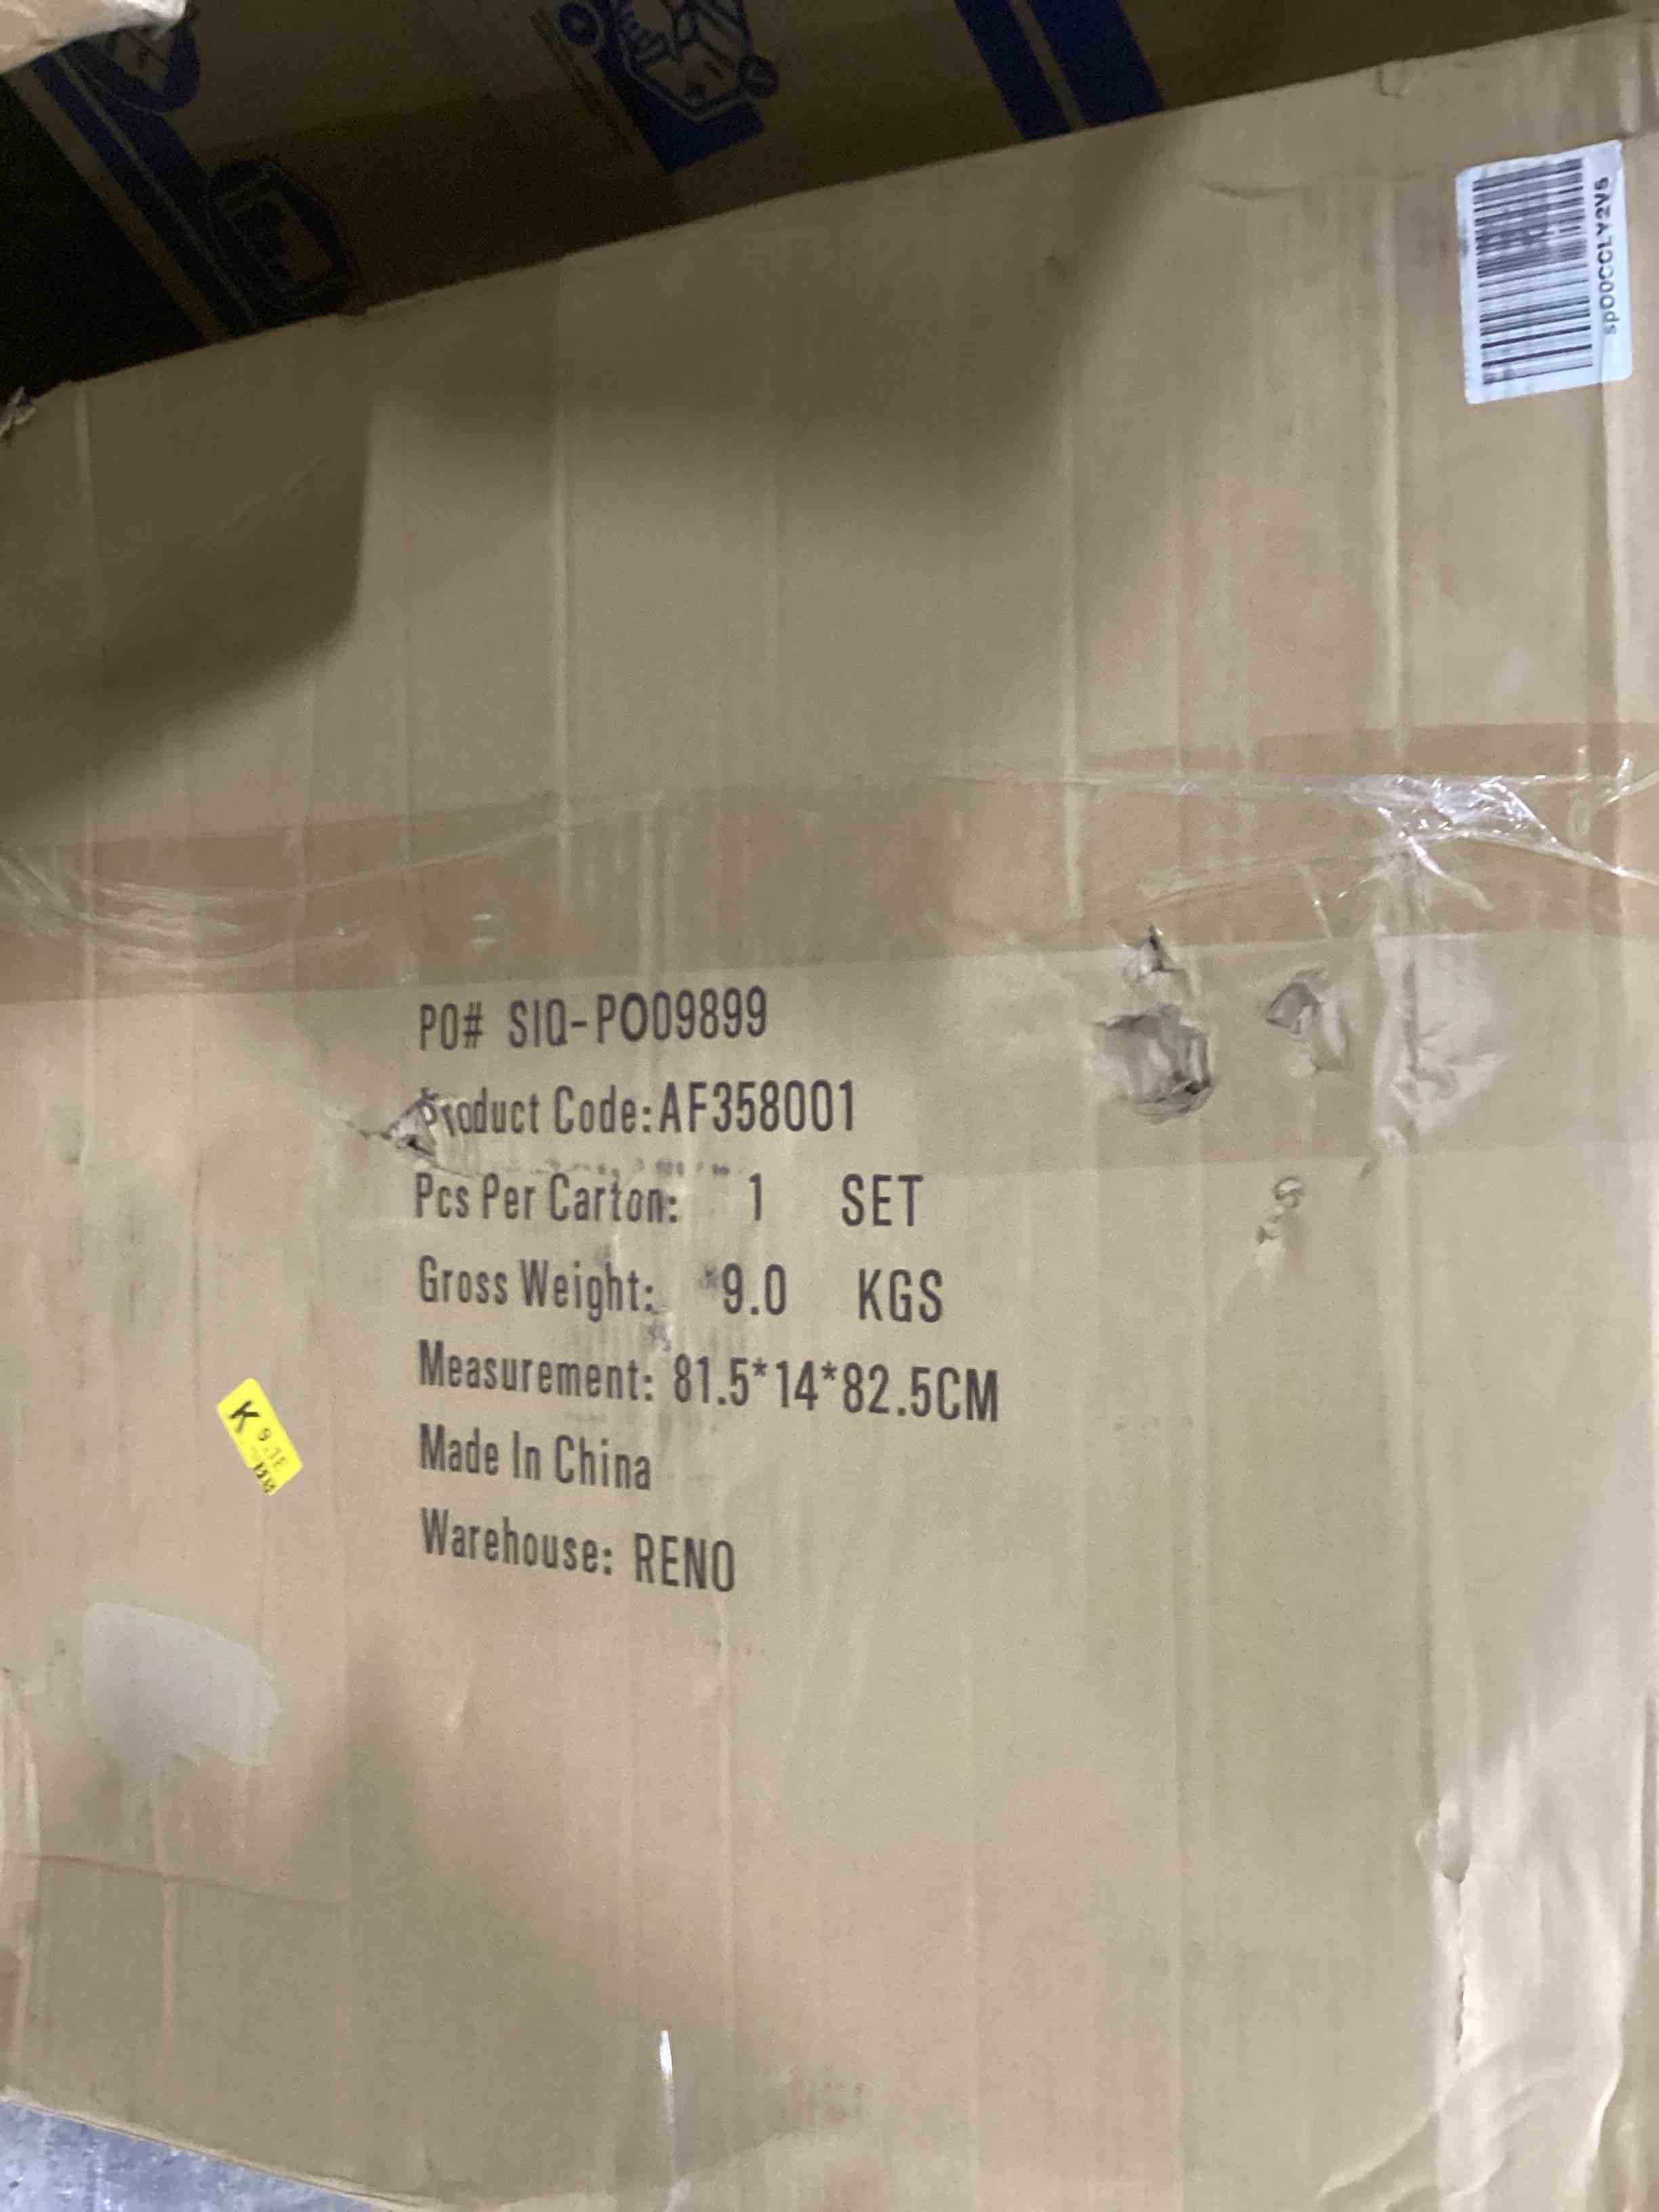 spO0CCLY2V5
PO# SIQ-PO09899
Product Code:AF358001
Pcs Per Carton: 1 SET
Gross Weight: 9.0 KGS
Measurement: 81.5*14*82.5CM
Made In China
Warehouse: RENO
K